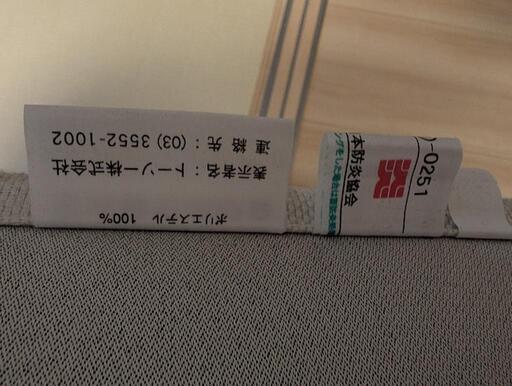 ポリエステル 100%
表示者名 : トーソー株式会社
連絡先 : (03) 3552-1002
-0251
本防炎協会